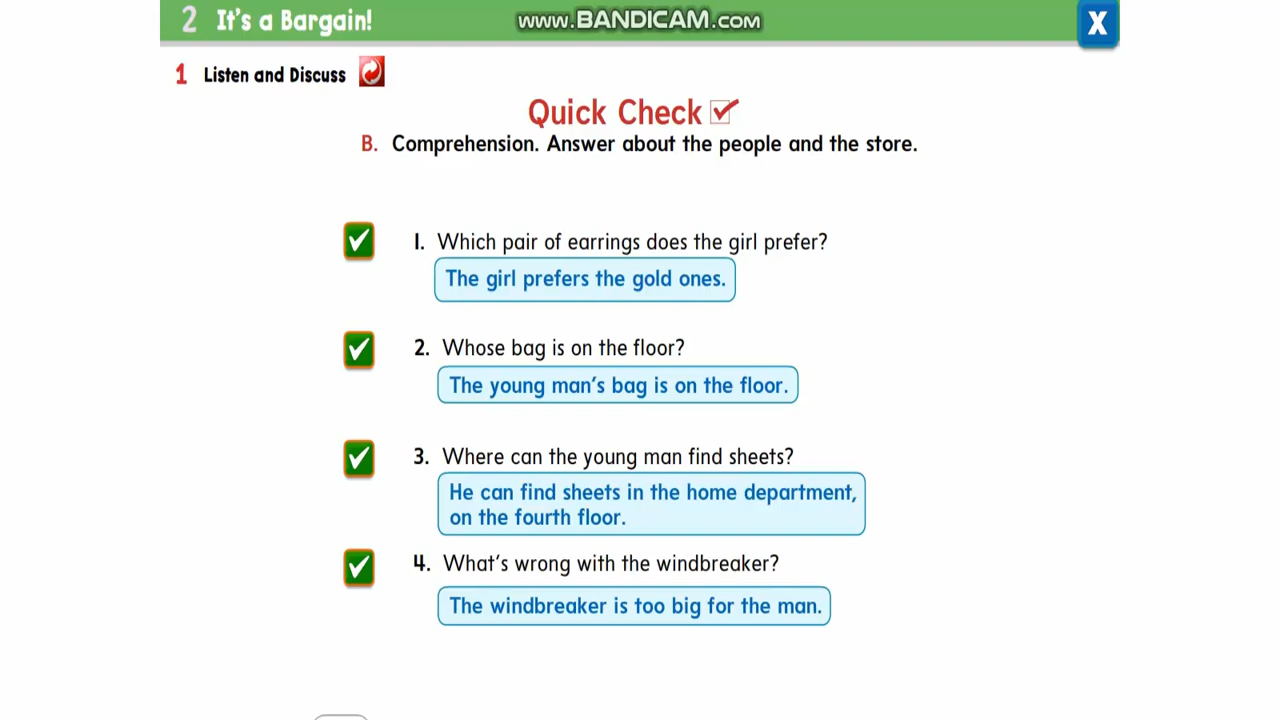 2 It's a Bargain!
www.BANDICAM.com
X
1 Listen and Discuss
Quick Check
B. Comprehension. Answer about the people and the store.
1. Which pair of earrings does the girl prefer?
The girl prefers the gold ones.
2. Whose bag is on the floor?
The young man's bag is on the floor.
3. Where can the young man find sheets?
He can find sheets in the home department,
on the fourth floor.
4. What's wrong with the windbreaker?
The windbreaker is too big for the man.